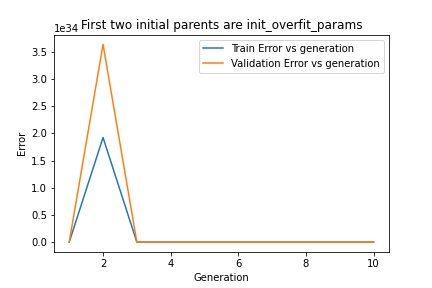 First two initial parents are init_overfit_params
1e34
Train Error vs generation
Validation Error vs generation
3.5
3.0
2.5
2.0
1.5
1.0
0.5
0.0
Error
2 4 6 8 10
Generation